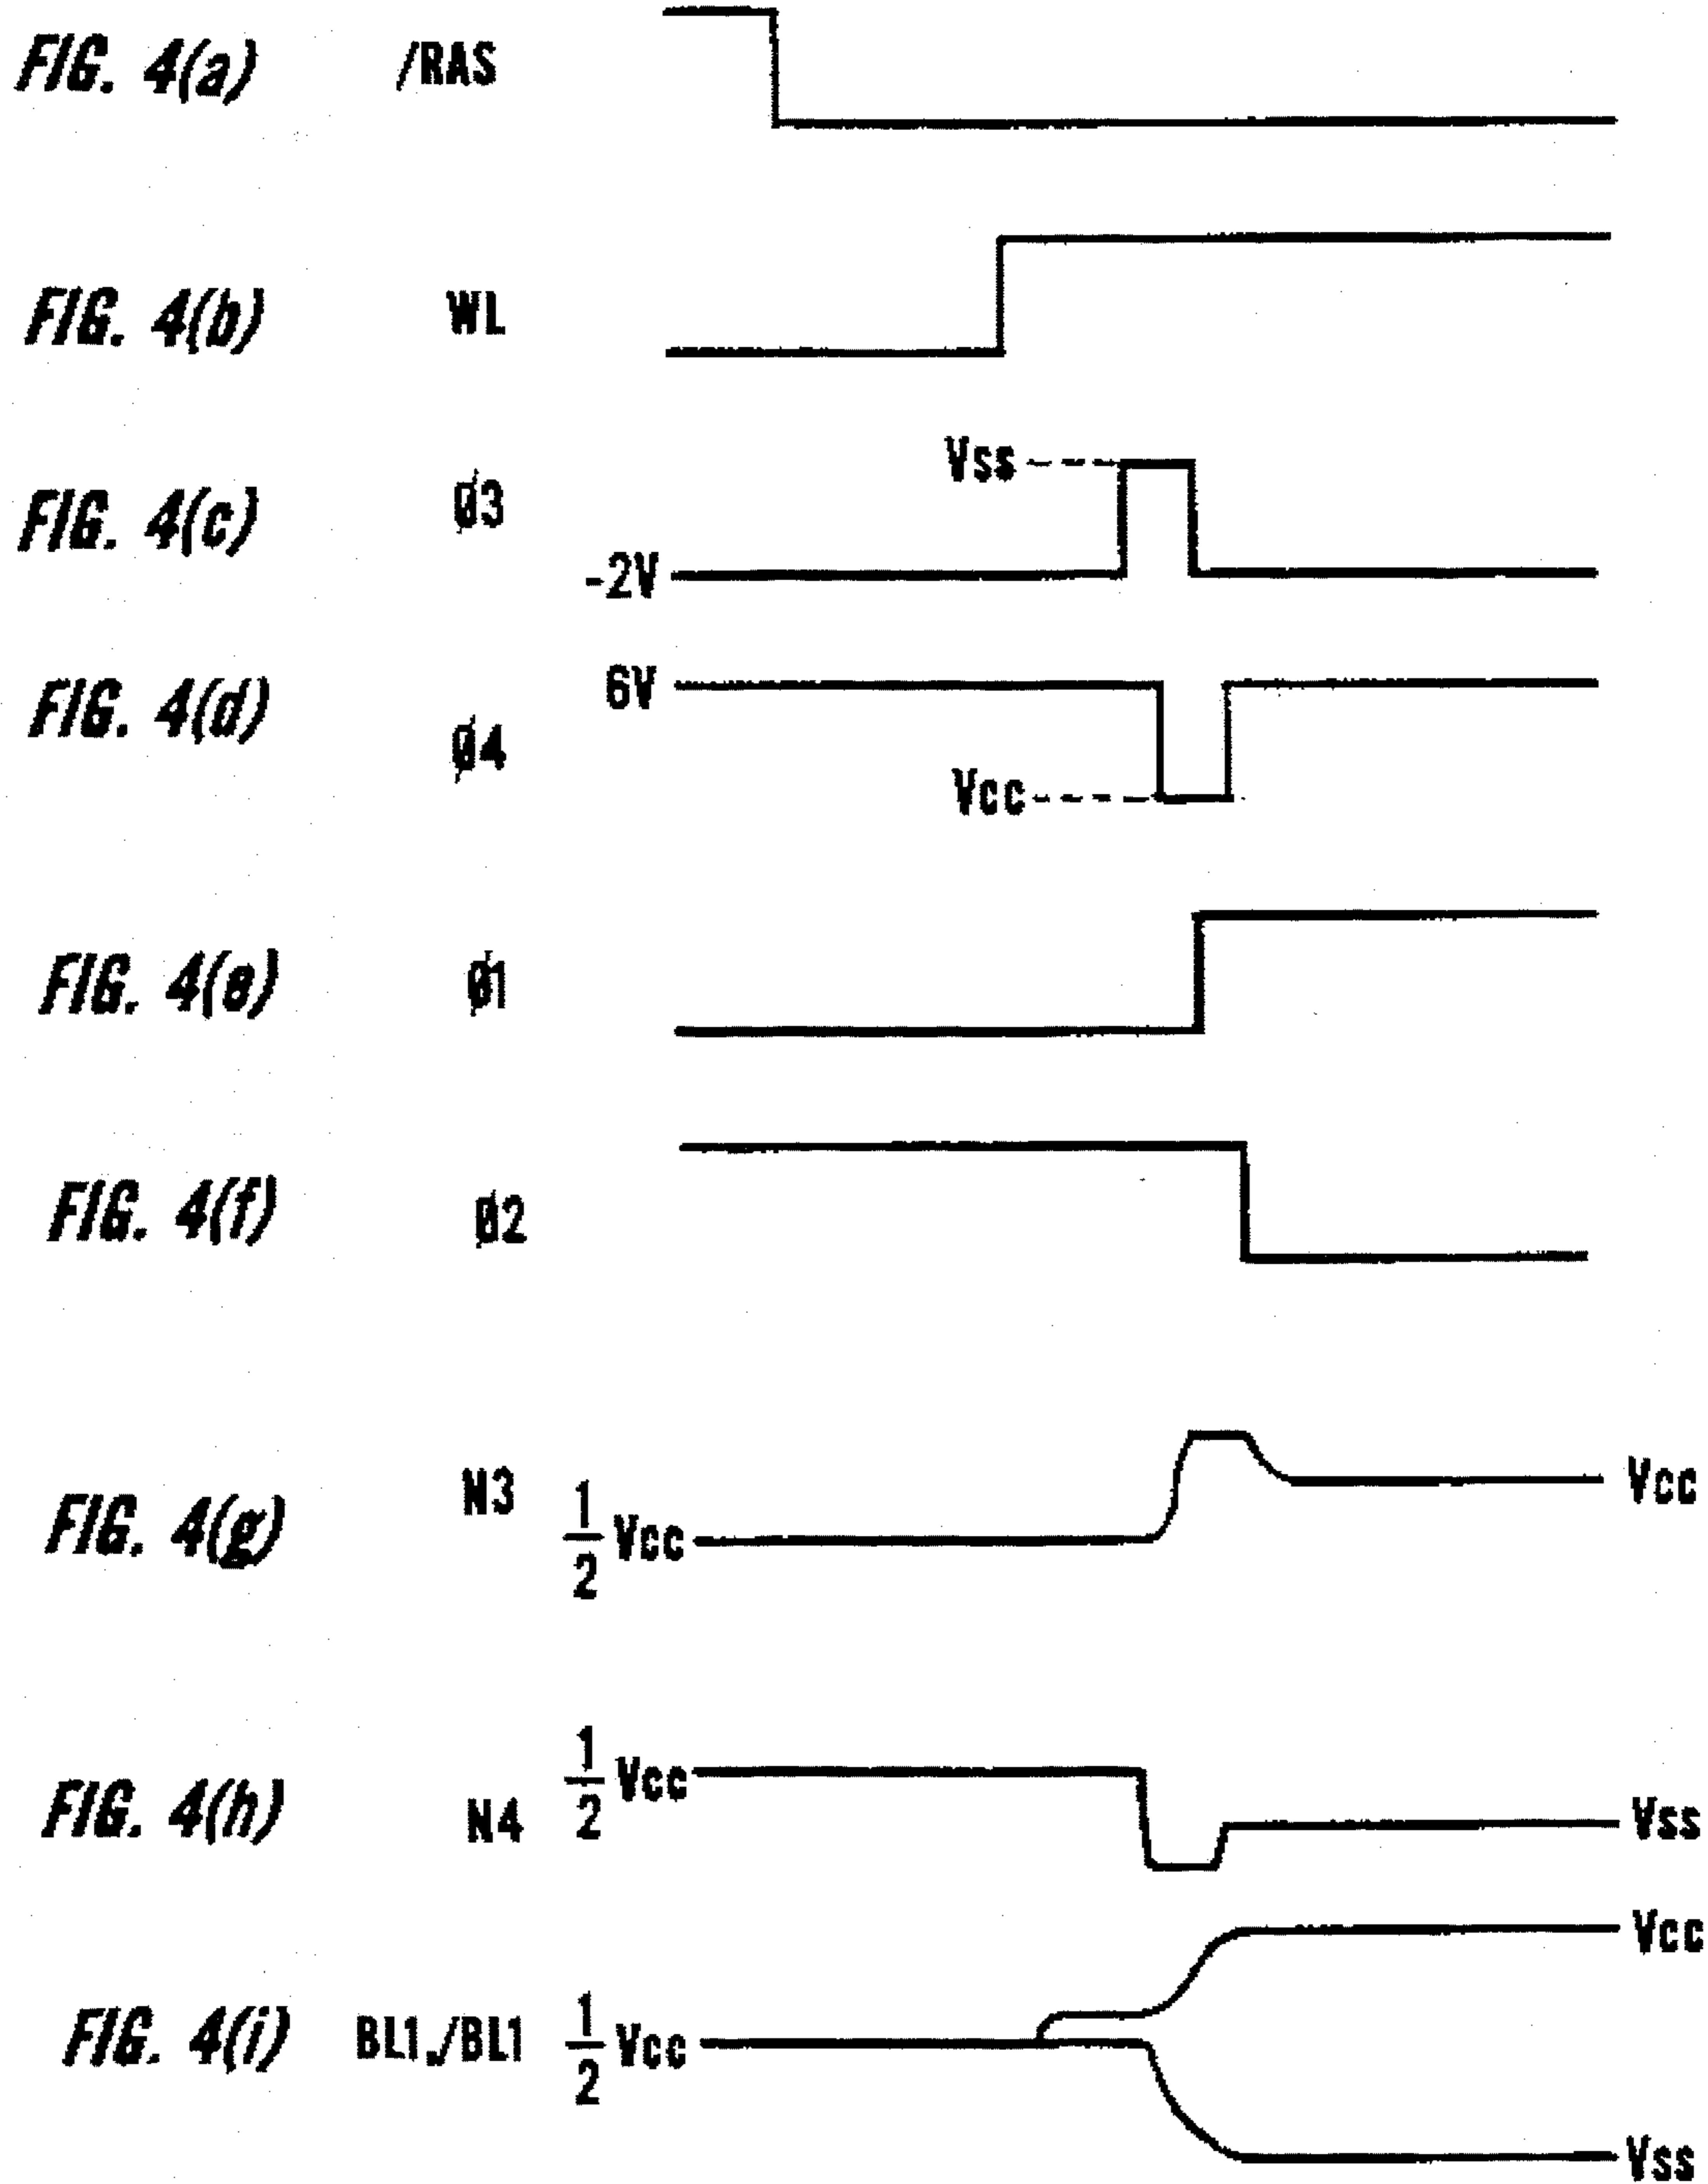 FIG. 4(a) /RAS
FIG. 4(b) WL
FIG. 4(c) Ø3 Vss -2V
FIG. 4(d) Ø4 6V Vcc
FIG. 4(e) Ø1
FIG. 4(f) Ø2
FIG. 4(g) N3 1/2 Vcc Vcc
FIG. 4(h) N4 1/2 Vcc Vss
FIG. 4(i) BL1,/BL1 1/2 Vcc Vcc Vss